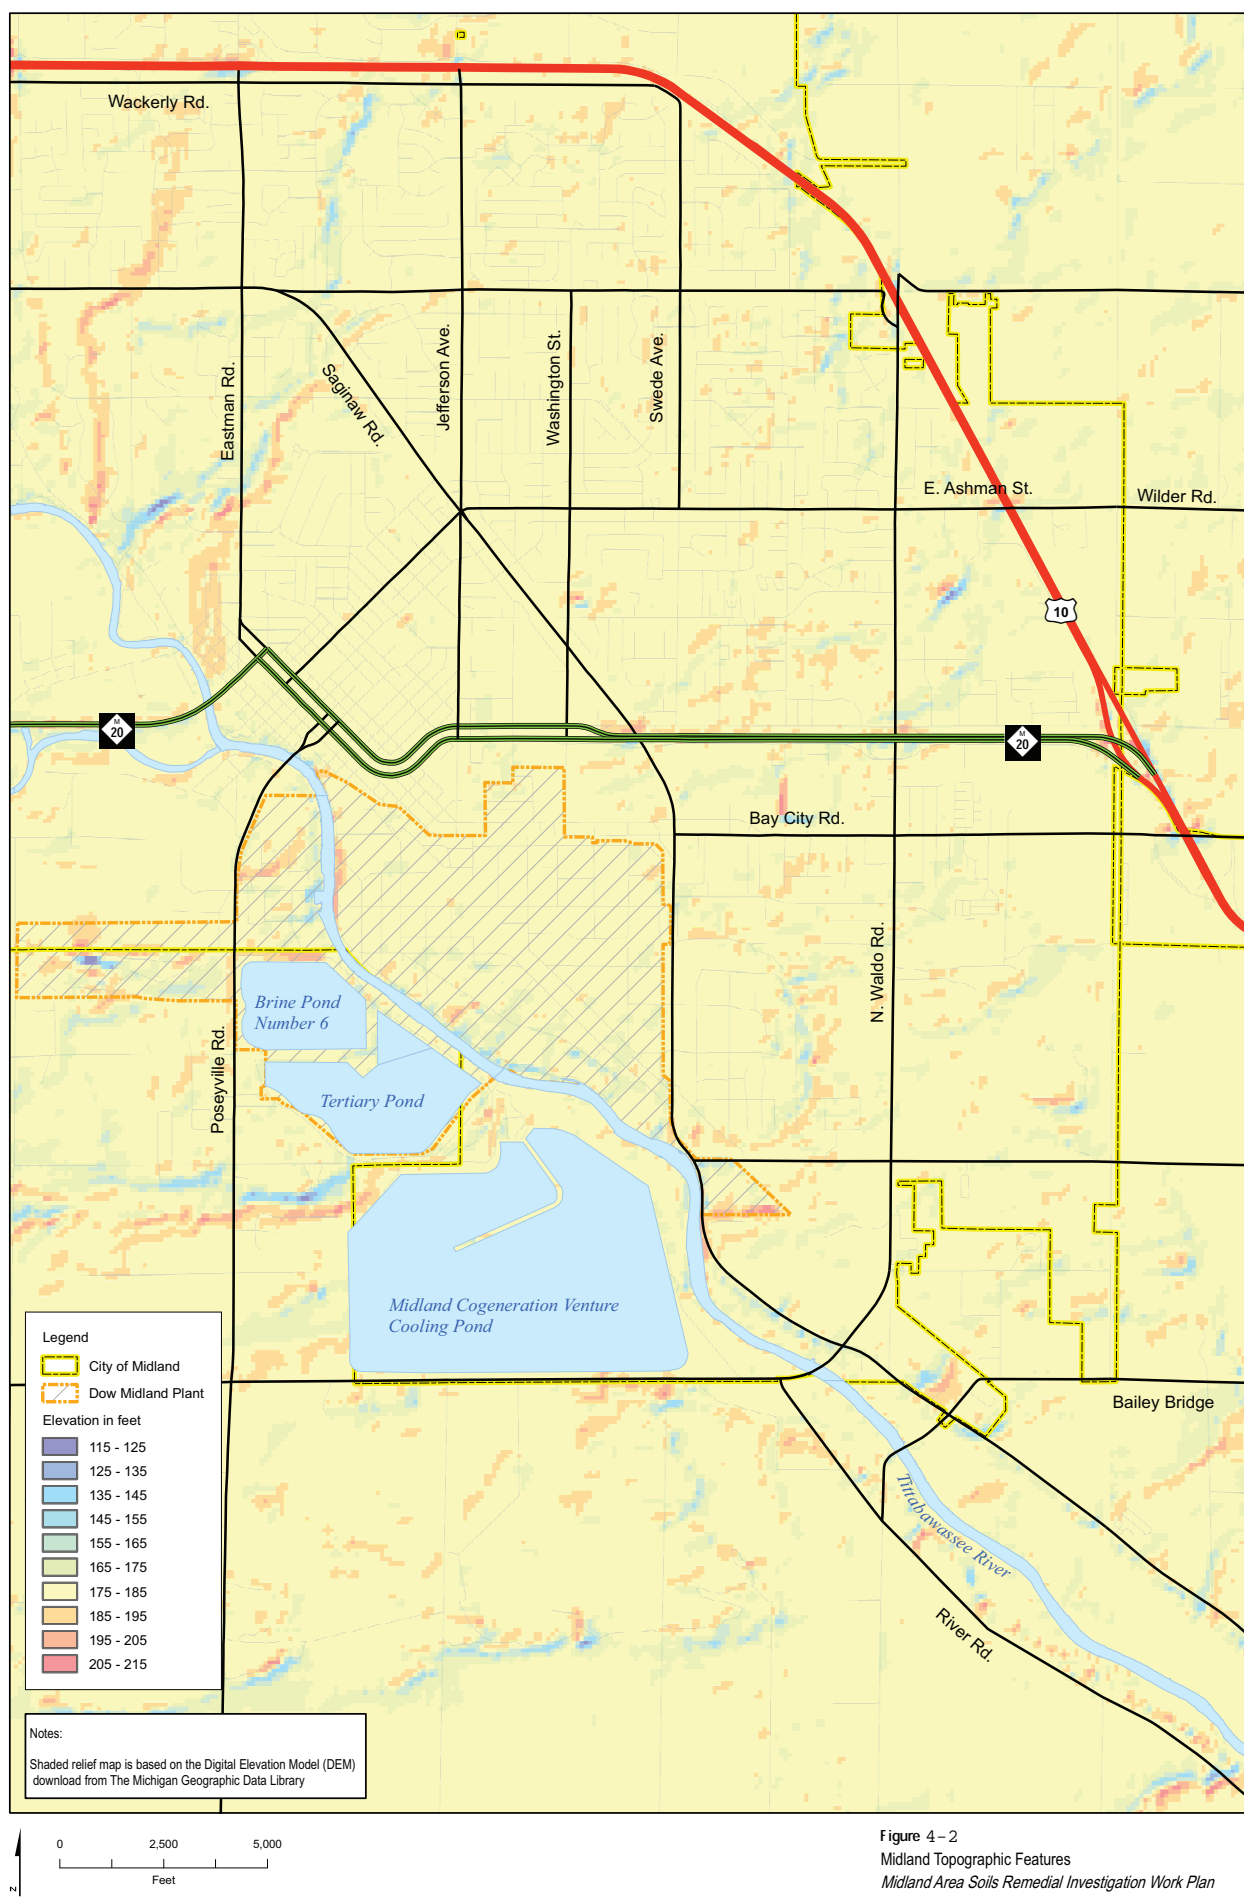 Wackerly Rd.
Eastman Rd.
Saginaw Rd.
Jefferson Ave.
Washington St.
Swede Ave.
E. Ashman St.
Wilder Rd.
10
M
20
M
20
Bay City Rd.
N. Waldo Rd.
Brine Pond
Number 6
Poseyville Rd.
Tertiary Pond
Midland Cogeneration Venture
Cooling Pond
Bailey Bridge
Tittabawassee River
River Rd.
Legend
City of Midland
Dow Midland Plant
Elevation in feet
115 - 125
125 - 135
135 - 145
145 - 155
155 - 165
165 - 175
175 - 185
185 - 195
195 - 205
205 - 215
Notes:
Shaded relief map is based on the Digital Elevation Model (DEM)
download from The Michigan Geographic Data Library
Z
0 2,500 5,000
Feet
Figure 4-2
Midland Topographic Features
Midland Area Soils Remedial Investigation Work Plan